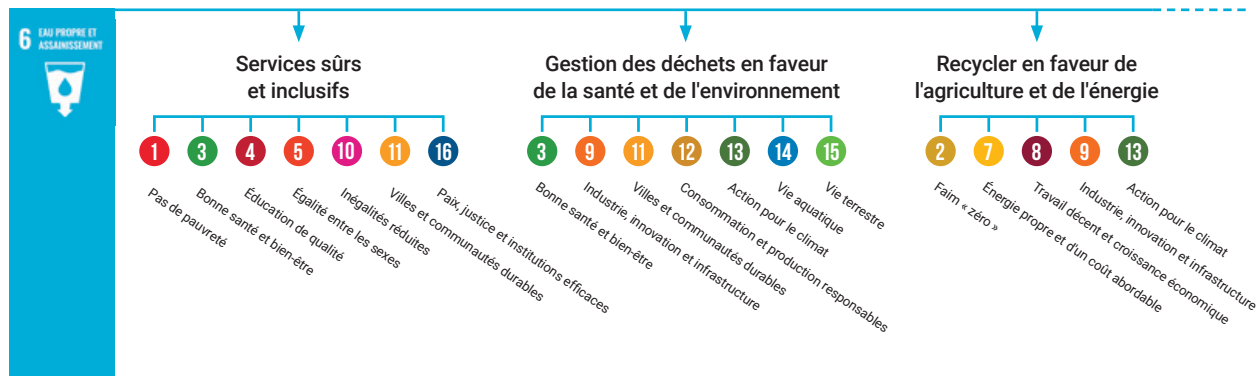 6 EAU PROPRE ET
ASSAINISSEMENT
Services sûrs
et inclusifs
1 3 4 5 10 11 16
Pas de pauvreté
Bonne santé et bien-être
Éducation de qualité
Égalité entre les sexes
Inégalités réduites
Villes et communautés durables
Paix, justice et institutions efficaces
Gestion des déchets en faveur
de la santé et de l'environnement
3 9 11 12 13 14 15
Bonne santé et bien-être
Industrie, innovation et infrastructure
Villes et communautés durables
Consommation et production responsables
Action pour le climat
Vie aquatique
Vie terrestre
Recycler en faveur de
l'agriculture et de l'énergie
2 7 8 9 13
Faim « zéro »
Énergie propre et d'un coût abordable
Travail décent et croissance économique
Industrie, innovation et infrastructure
Action pour le climat